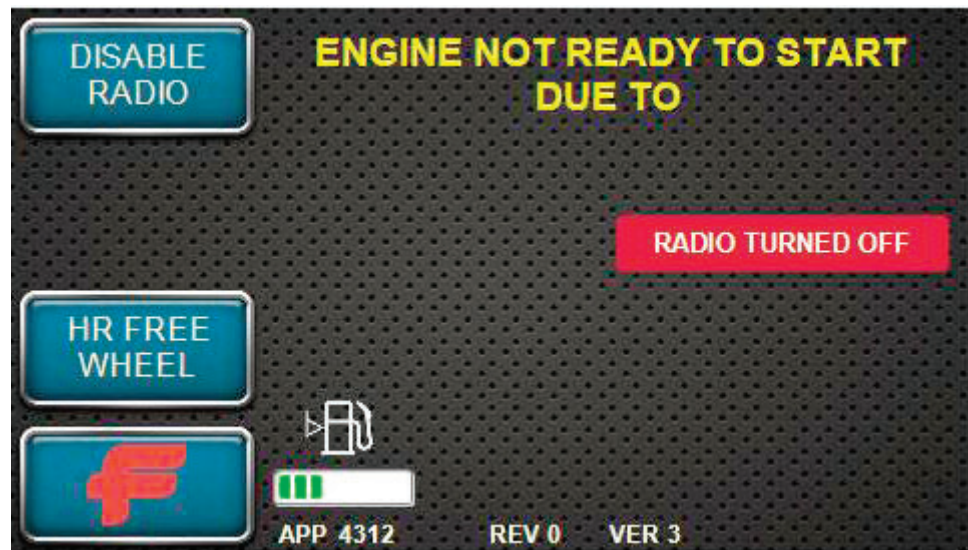 DISABLE
RADIO
ENGINE NOT READY TO START
DUE TO
RADIO TURNED OFF
HR FREE
WHEEL
F
APP 4312 REV 0 VER 3